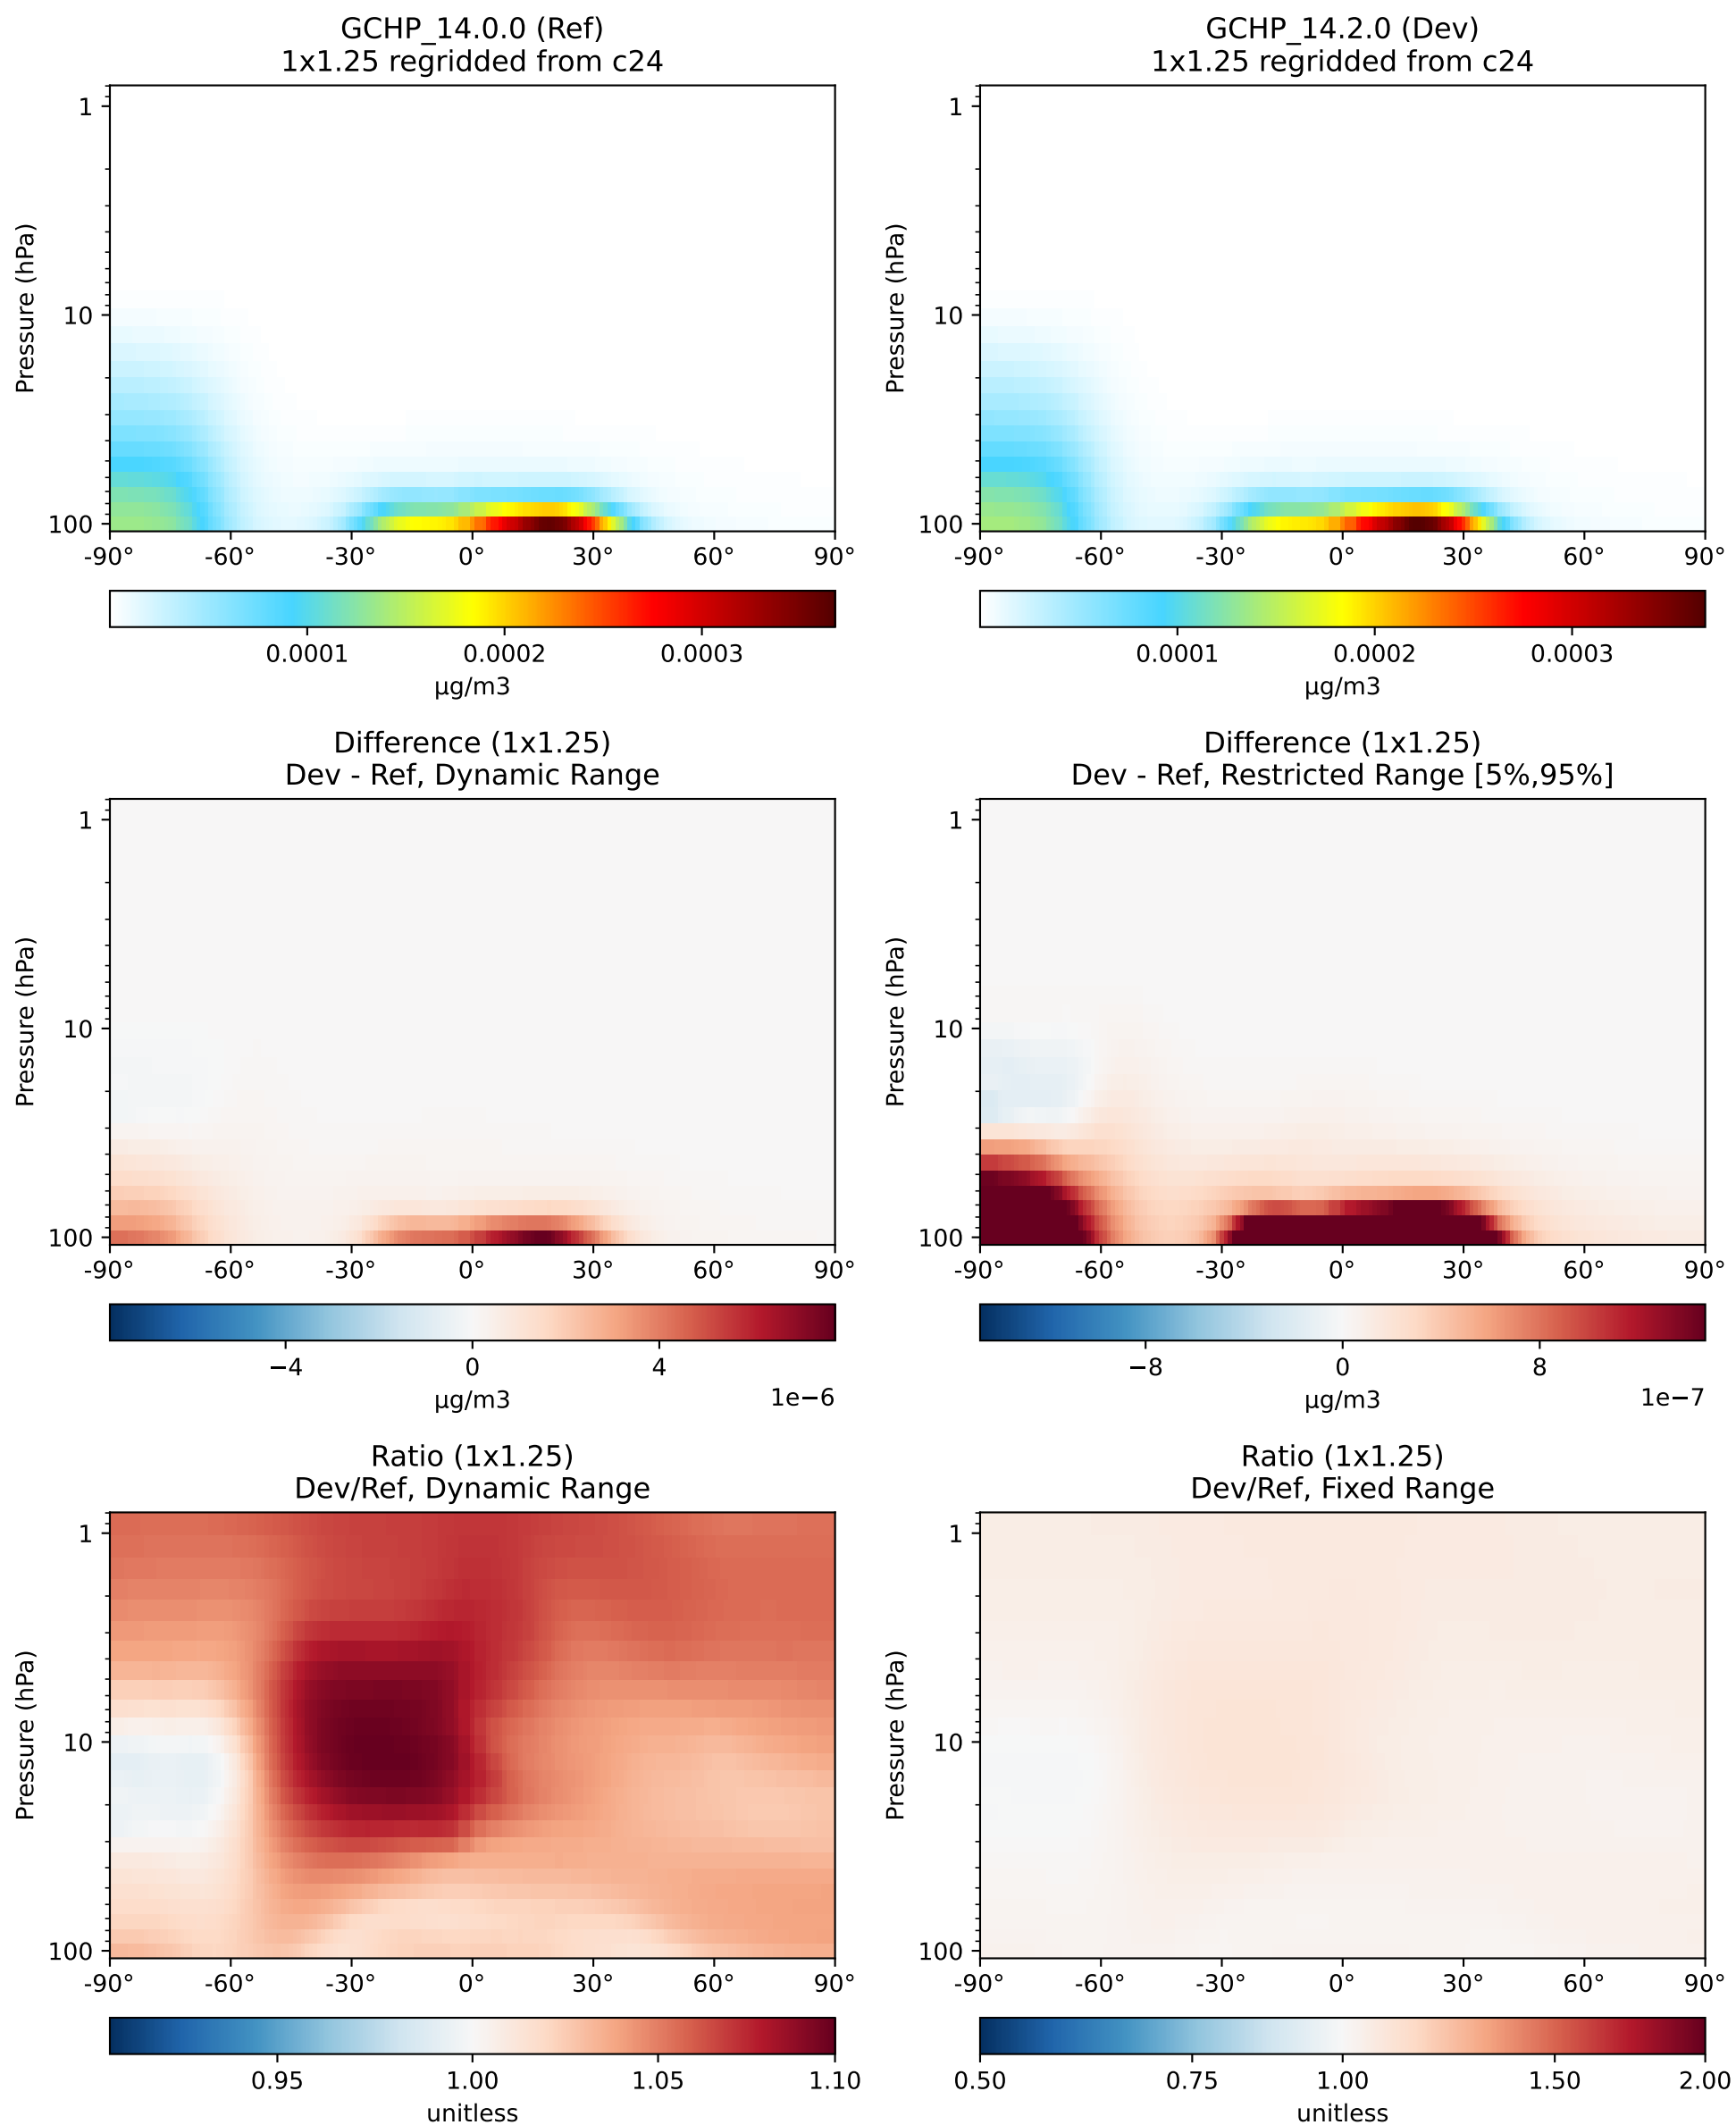 GCHP_14.0.0 (Ref)
1x1.25 regridded from c24
Pressure (hPa)
1
10
100
-90° -60° -30° 0° 30° 60° 90°
0.0001 0.0002 0.0003
µg/m3
GCHP_14.2.0 (Dev)
1x1.25 regridded from c24
Pressure (hPa)
1
10
100
-90° -60° -30° 0° 30° 60° 90°
0.0001 0.0002 0.0003
µg/m3
Difference (1x1.25)
Dev - Ref, Dynamic Range
Pressure (hPa)
1
10
100
-90° -60° -30° 0° 30° 60° 90°
−4 0 4
µg/m3 1e−6
Difference (1x1.25)
Dev - Ref, Restricted Range [5%,95%]
Pressure (hPa)
1
10
100
-90° -60° -30° 0° 30° 60° 90°
−8 0 8
µg/m3 1e−7
Ratio (1x1.25)
Dev/Ref, Dynamic Range
Pressure (hPa)
1
10
100
-90° -60° -30° 0° 30° 60° 90°
0.95 1.00 1.05 1.10
unitless
Ratio (1x1.25)
Dev/Ref, Fixed Range
Pressure (hPa)
1
10
100
-90° -60° -30° 0° 30° 60° 90°
0.50 0.75 1.00 1.50 2.00
unitless